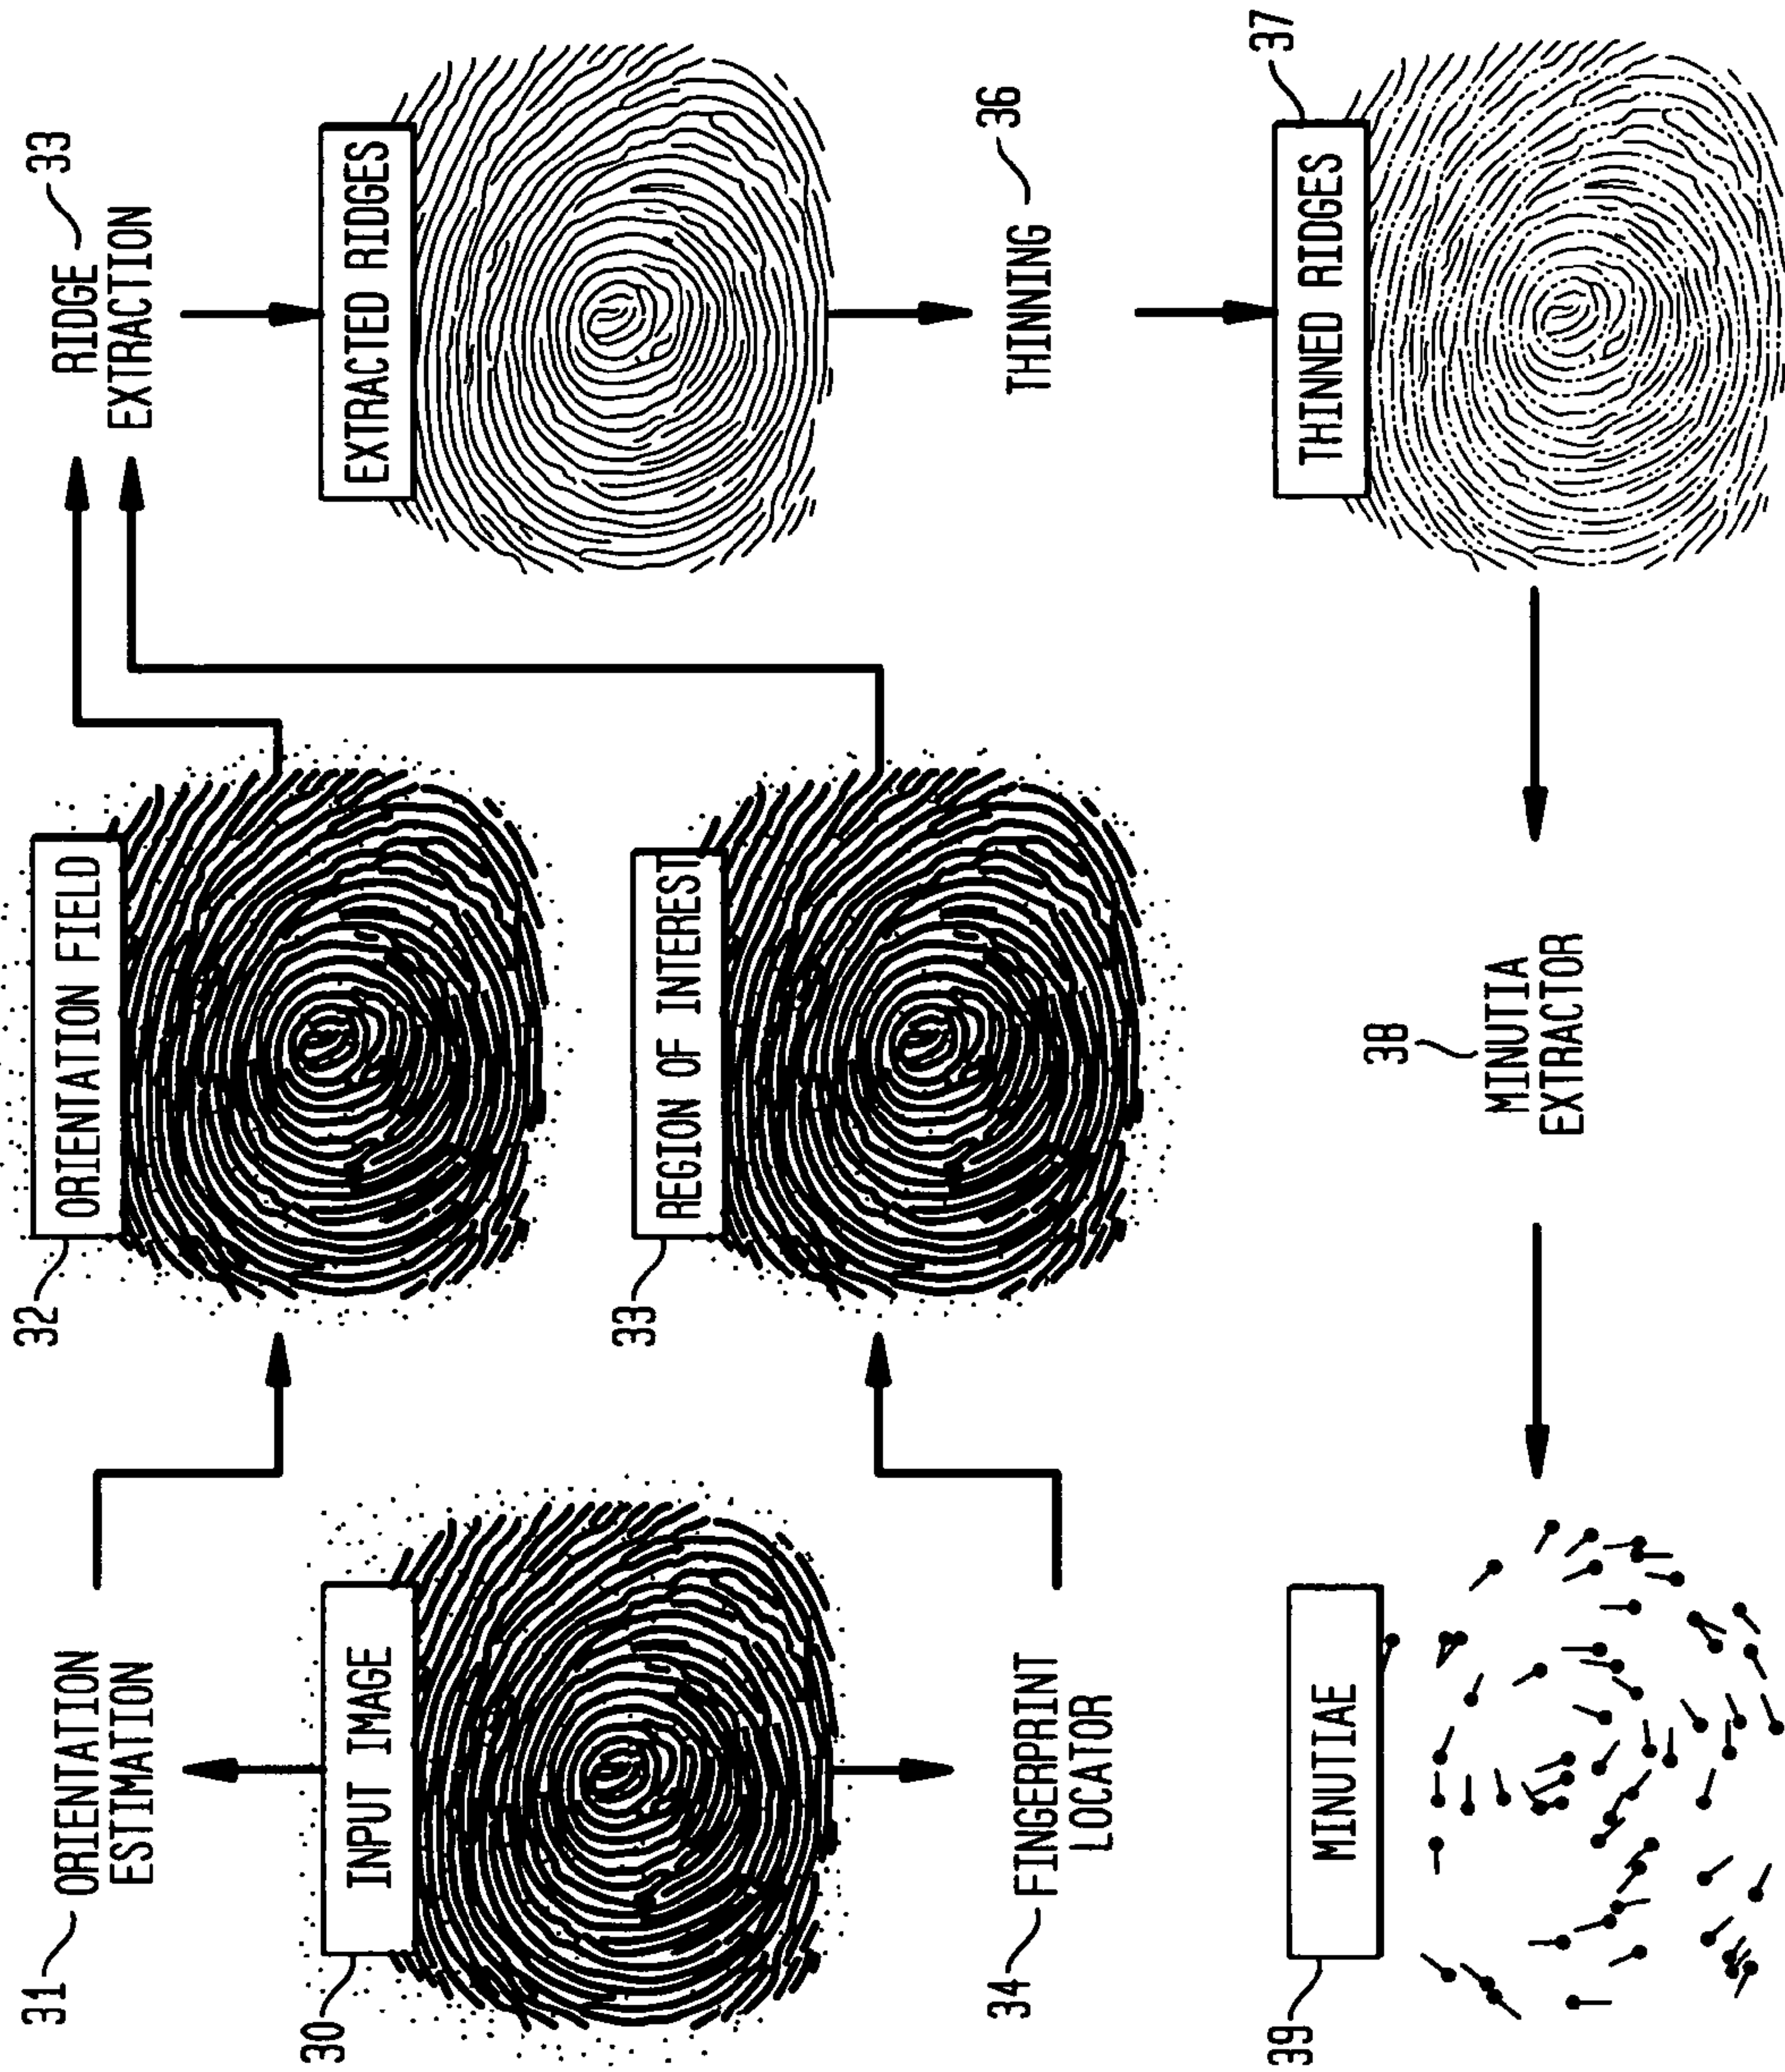 31
ORIENTATION
ESTIMATION
30
INPUT IMAGE
34
FINGERPRINT
LOCATOR
32
ORIENTATION FIELD
33
REGION OF INTEREST
RIDGE
EXTRACTION
33
EXTRACTED RIDGES
THINNING
36
THINNED RIDGES
37
38
MINUTIA
EXTRACTOR
39
MINUTIAE